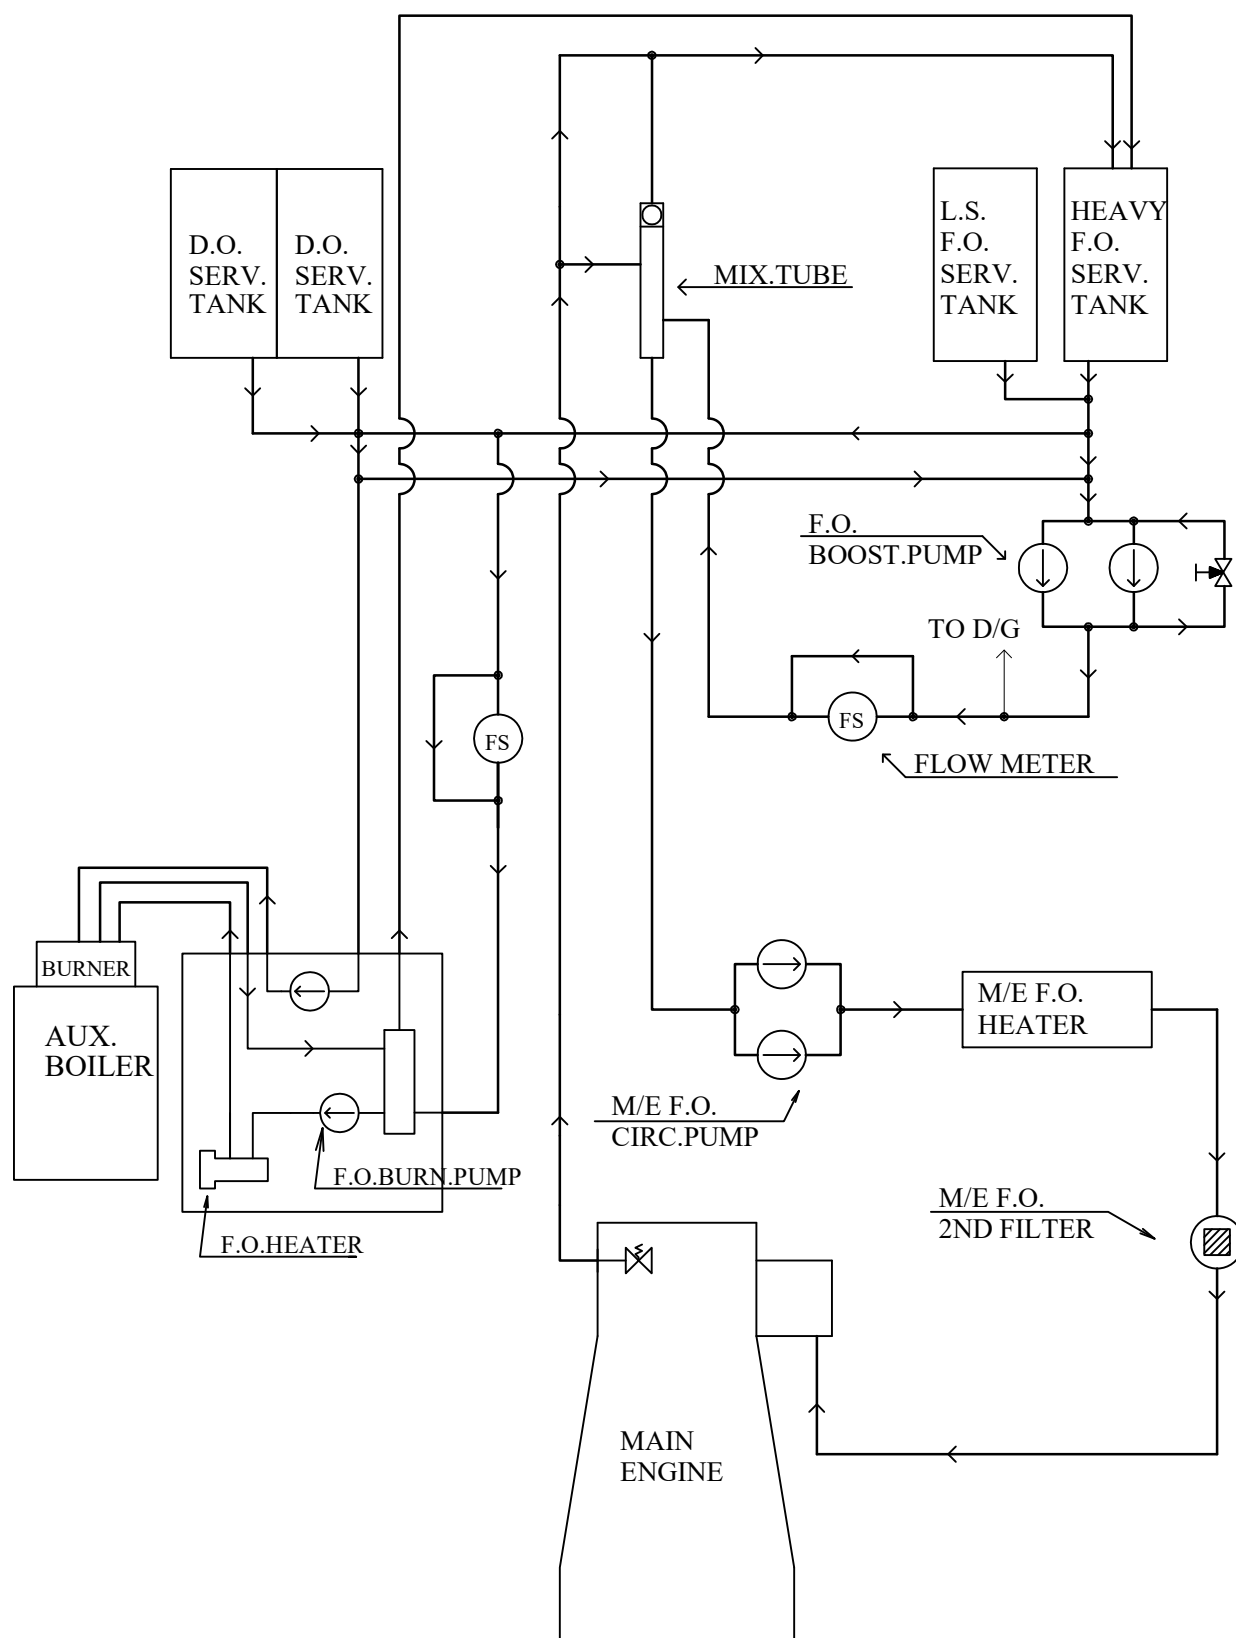 D.O.
SERV.
TANK
D.O.
SERV.
TANK
MIX.TUBE
L.S.
F.O.
SERV.
TANK
HEAVY
F.O.
SERV.
TANK
F.O.
BOOST.PUMP
TO D/G
FS
FLOW METER
FS
BURNER
AUX.
BOILER
M/E F.O.
HEATER
M/E F.O.
CIRC.PUMP
F.O.BURN.PUMP
F.O.HEATER
M/E F.O.
2ND FILTER
MAIN
ENGINE